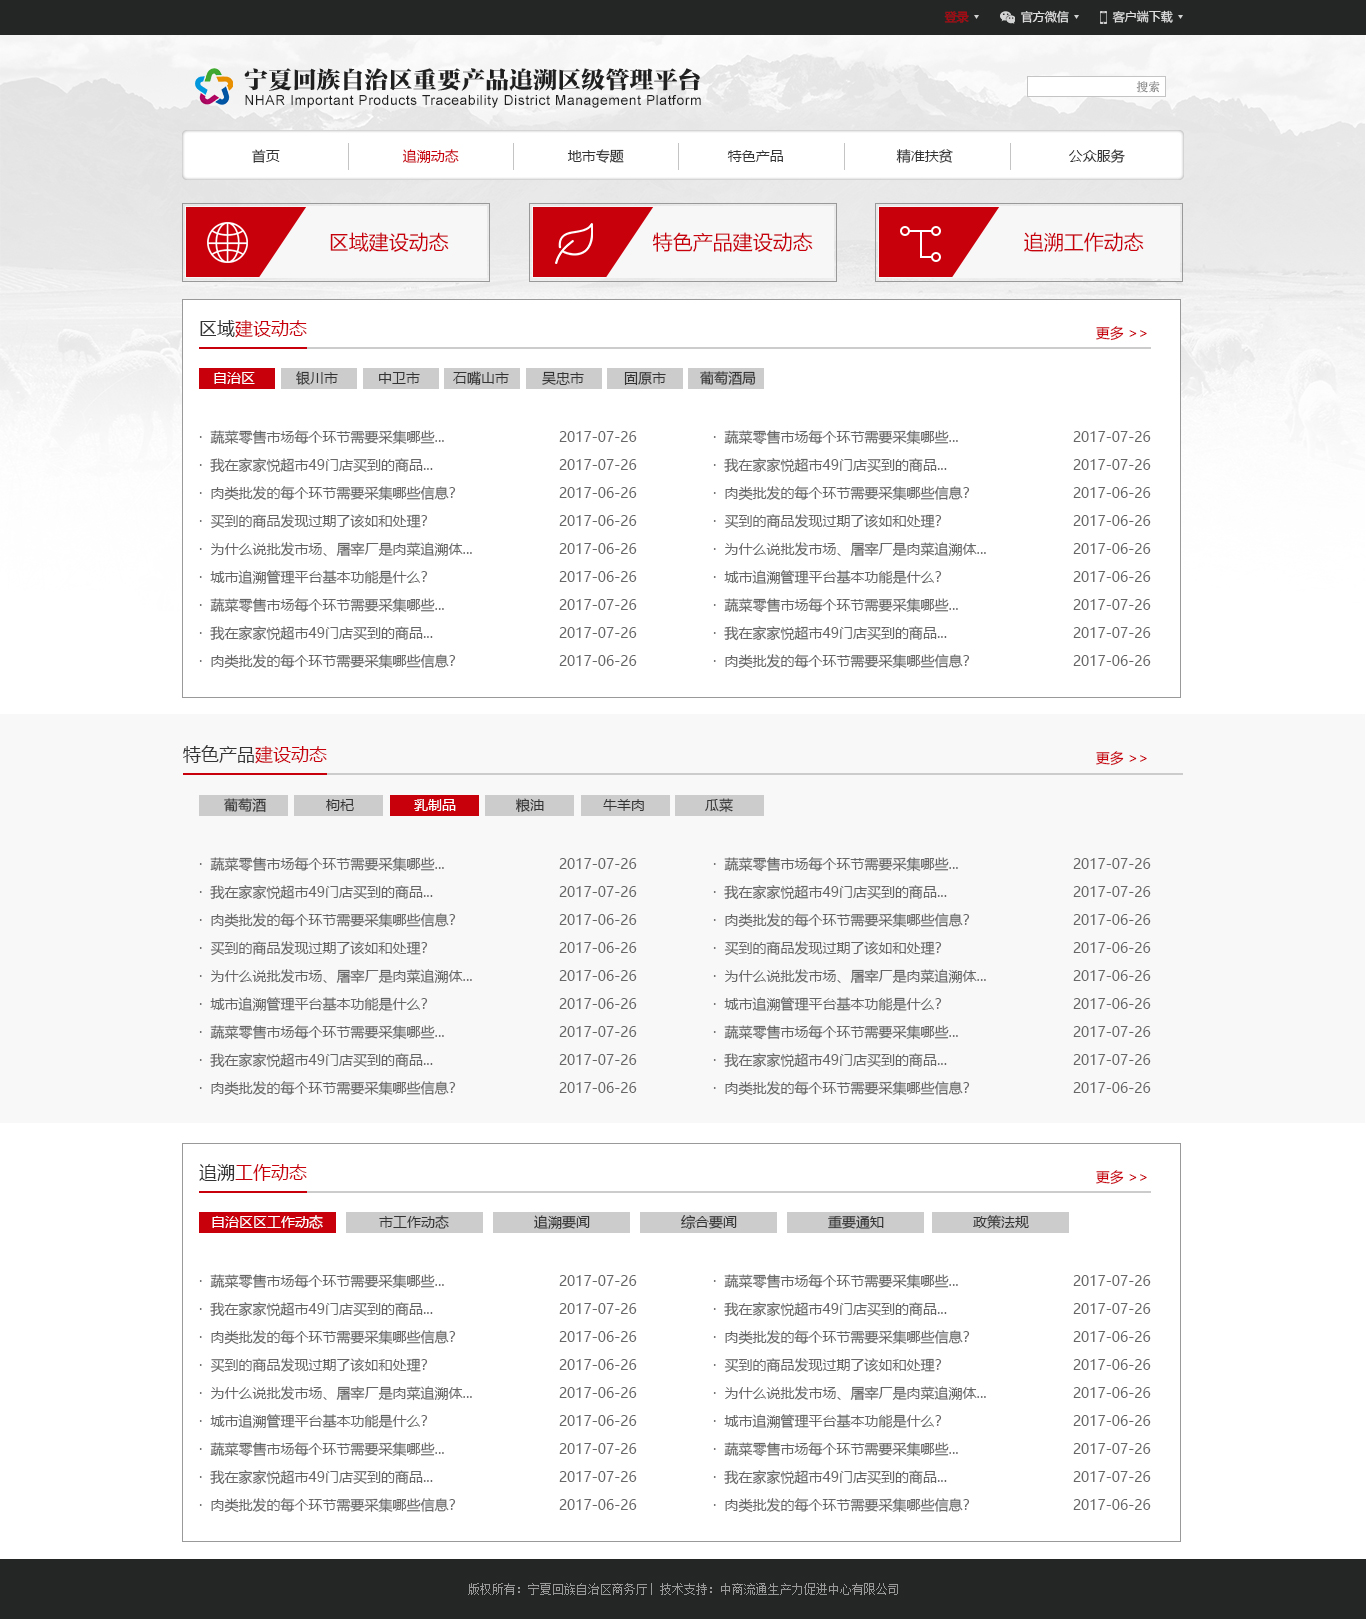 登录 官方微信 客户端下载
宁夏回族自治区重要产品追溯区级管理平台
NHAR Important Products Traceability District Management Platform
搜索
首页 追溯动态 地市专题 特色产品 精准扶贫 公众服务
区域建设动态 特色产品建设动态 追溯工作动态
区域建设动态 更多 >>
自治区 银川市 中卫市 石嘴山市 吴忠市 固原市 葡萄酒局
· 蔬菜零售市场每个环节需要采集哪些... 2017-07-26 · 蔬菜零售市场每个环节需要采集哪些... 2017-07-26
· 我在家家悦超市49门店买到的商品... 2017-07-26 · 我在家家悦超市49门店买到的商品... 2017-07-26
· 肉类批发的每个环节需要采集哪些信息? 2017-06-26 · 肉类批发的每个环节需要采集哪些信息? 2017-06-26
· 买到的商品发现过期了该如和处理? 2017-06-26 · 买到的商品发现过期了该如和处理? 2017-06-26
· 为什么说批发市场、屠宰厂是肉菜追溯体... 2017-06-26 · 为什么说批发市场、屠宰厂是肉菜追溯体... 2017-06-26
· 城市追溯管理平台基本功能是什么? 2017-06-26 · 城市追溯管理平台基本功能是什么? 2017-06-26
· 蔬菜零售市场每个环节需要采集哪些... 2017-07-26 · 蔬菜零售市场每个环节需要采集哪些... 2017-07-26
· 我在家家悦超市49门店买到的商品... 2017-07-26 · 我在家家悦超市49门店买到的商品... 2017-07-26
· 肉类批发的每个环节需要采集哪些信息? 2017-06-26 · 肉类批发的每个环节需要采集哪些信息? 2017-06-26
特色产品建设动态 更多 >>
葡萄酒 枸杞 乳制品 粮油 牛羊肉 瓜菜
· 蔬菜零售市场每个环节需要采集哪些... 2017-07-26 · 蔬菜零售市场每个环节需要采集哪些... 2017-07-26
· 我在家家悦超市49门店买到的商品... 2017-07-26 · 我在家家悦超市49门店买到的商品... 2017-07-26
· 肉类批发的每个环节需要采集哪些信息? 2017-06-26 · 肉类批发的每个环节需要采集哪些信息? 2017-06-26
· 买到的商品发现过期了该如和处理? 2017-06-26 · 买到的商品发现过期了该如和处理? 2017-06-26
· 为什么说批发市场、屠宰厂是肉菜追溯体... 2017-06-26 · 为什么说批发市场、屠宰厂是肉菜追溯体... 2017-06-26
· 城市追溯管理平台基本功能是什么? 2017-06-26 · 城市追溯管理平台基本功能是什么? 2017-06-26
· 蔬菜零售市场每个环节需要采集哪些... 2017-07-26 · 蔬菜零售市场每个环节需要采集哪些... 2017-07-26
· 我在家家悦超市49门店买到的商品... 2017-07-26 · 我在家家悦超市49门店买到的商品... 2017-07-26
· 肉类批发的每个环节需要采集哪些信息? 2017-06-26 · 肉类批发的每个环节需要采集哪些信息? 2017-06-26
追溯工作动态 更多 >>
自治区区工作动态 市工作动态 追溯要闻 综合要闻 重要通知 政策法规
· 蔬菜零售市场每个环节需要采集哪些... 2017-07-26 · 蔬菜零售市场每个环节需要采集哪些... 2017-07-26
· 我在家家悦超市49门店买到的商品... 2017-07-26 · 我在家家悦超市49门店买到的商品... 2017-07-26
· 肉类批发的每个环节需要采集哪些信息? 2017-06-26 · 肉类批发的每个环节需要采集哪些信息? 2017-06-26
· 买到的商品发现过期了该如和处理? 2017-06-26 · 买到的商品发现过期了该如和处理? 2017-06-26
· 为什么说批发市场、屠宰厂是肉菜追溯体... 2017-06-26 · 为什么说批发市场、屠宰厂是肉菜追溯体... 2017-06-26
· 城市追溯管理平台基本功能是什么? 2017-06-26 · 城市追溯管理平台基本功能是什么? 2017-06-26
· 蔬菜零售市场每个环节需要采集哪些... 2017-07-26 · 蔬菜零售市场每个环节需要采集哪些... 2017-07-26
· 我在家家悦超市49门店买到的商品... 2017-07-26 · 我在家家悦超市49门店买到的商品... 2017-07-26
· 肉类批发的每个环节需要采集哪些信息? 2017-06-26 · 肉类批发的每个环节需要采集哪些信息? 2017-06-26
版权所有：宁夏回族自治区商务厅| 技术支持：中商流通生产力促进中心有限公司